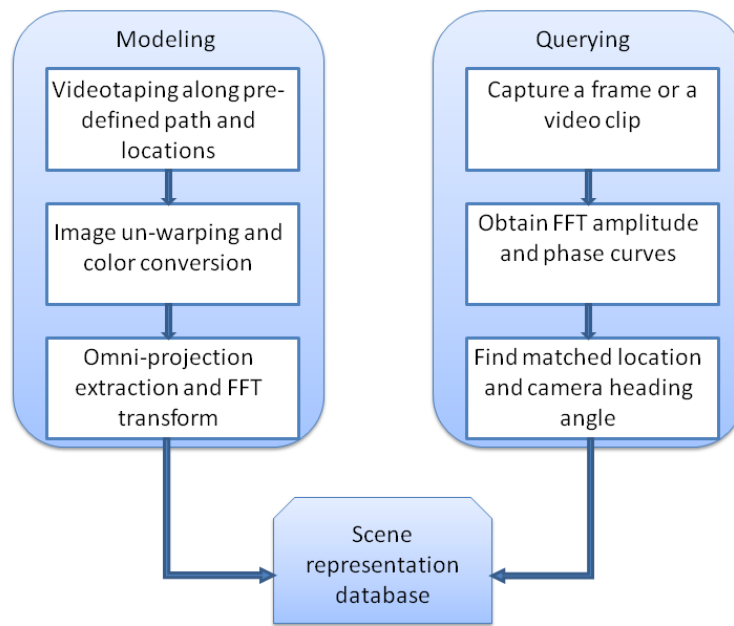 Modeling
Videotaping along pre-
defined path and
locations
Image un-warping and
color conversion
Omni-projection
extraction and FFT
transform
Querying
Capture a frame or a
video clip
Obtain FFT amplitude
and phase curves
Find matched location
and camera heading
angle
Scene
representation
database